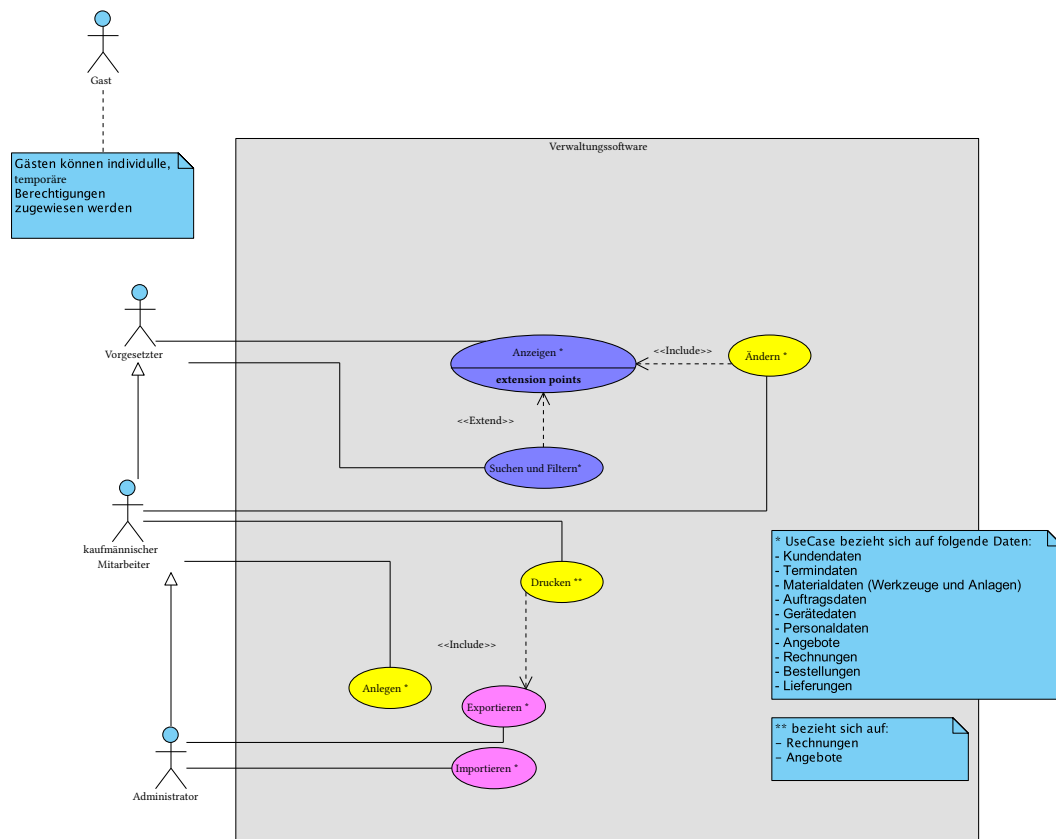 Gast
Gästen können individulle,
temporäre
Berechtigungen
zugewiesen werden
Verwaltungssoftware
Vorgesetzter
Anzeigen *
extension points
<<Include>>
Ändern *
<<Extend>>
Suchen und Filtern*
kaufmännischer
Mitarbeiter
Drucken **
<<Include>>
Anlegen *
Exportieren *
Importieren *
Administrator
* UseCase bezieht sich auf folgende Daten:
- Kundendaten
- Termindaten
- Materialdaten (Werkzeuge und Anlagen)
- Auftragsdaten
- Gerätedaten
- Personaldaten
- Angebote
- Rechnungen
- Bestellungen
- Lieferungen
** bezieht sich auf:
– Rechnungen
– Angebote